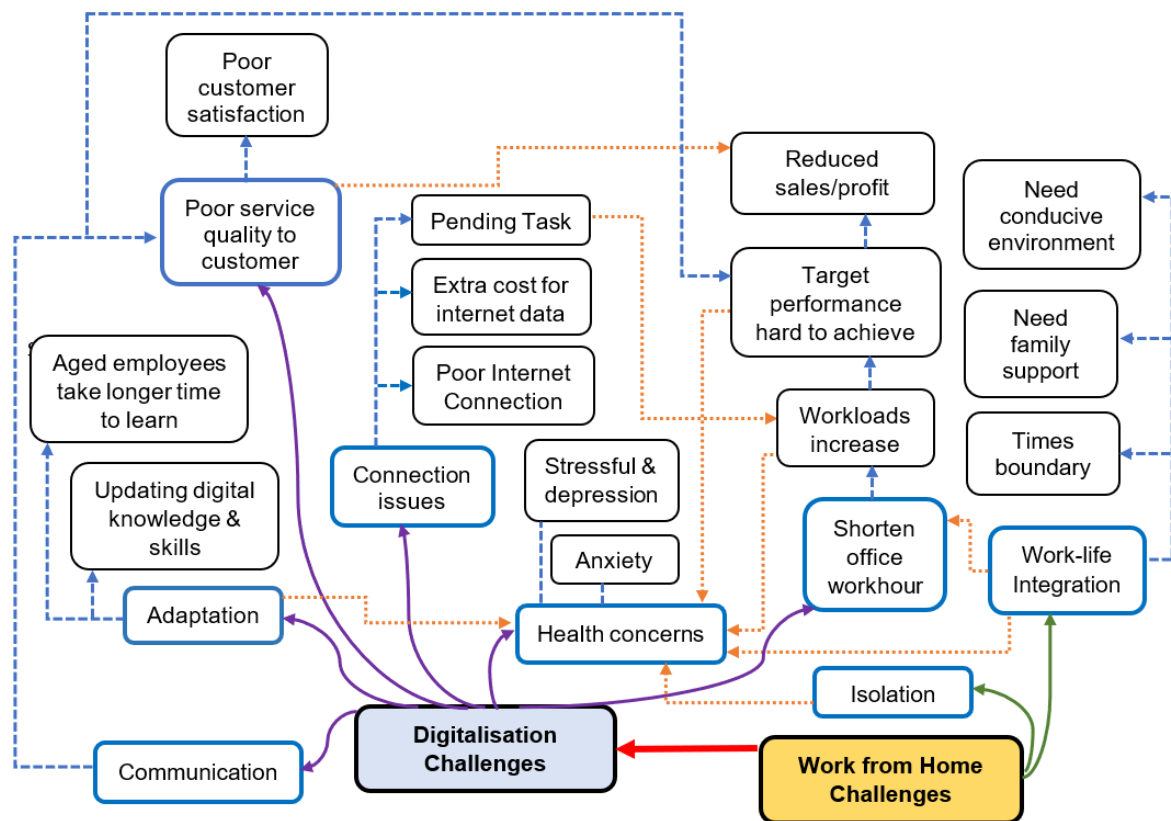 Poor
customer
satisfaction
Poor service
quality to
customer
Pending Task
Extra cost for
internet data
Poor Internet
Connection
Reduced
sales/profit
Need
conducive
environment
Target
performance
hard to achieve
Need
family
support
Aged employees
take longer time
to learn
Workloads
increase
Times
boundary
Updating digital
knowledge &
skills
Connection
issues
Stressful &
depression
Anxiety
Shorten
office
workhour
Work-life
Integration
Adaptation
Health concerns
Isolation
Communication
Digitalisation
Challenges
Work from Home
Challenges